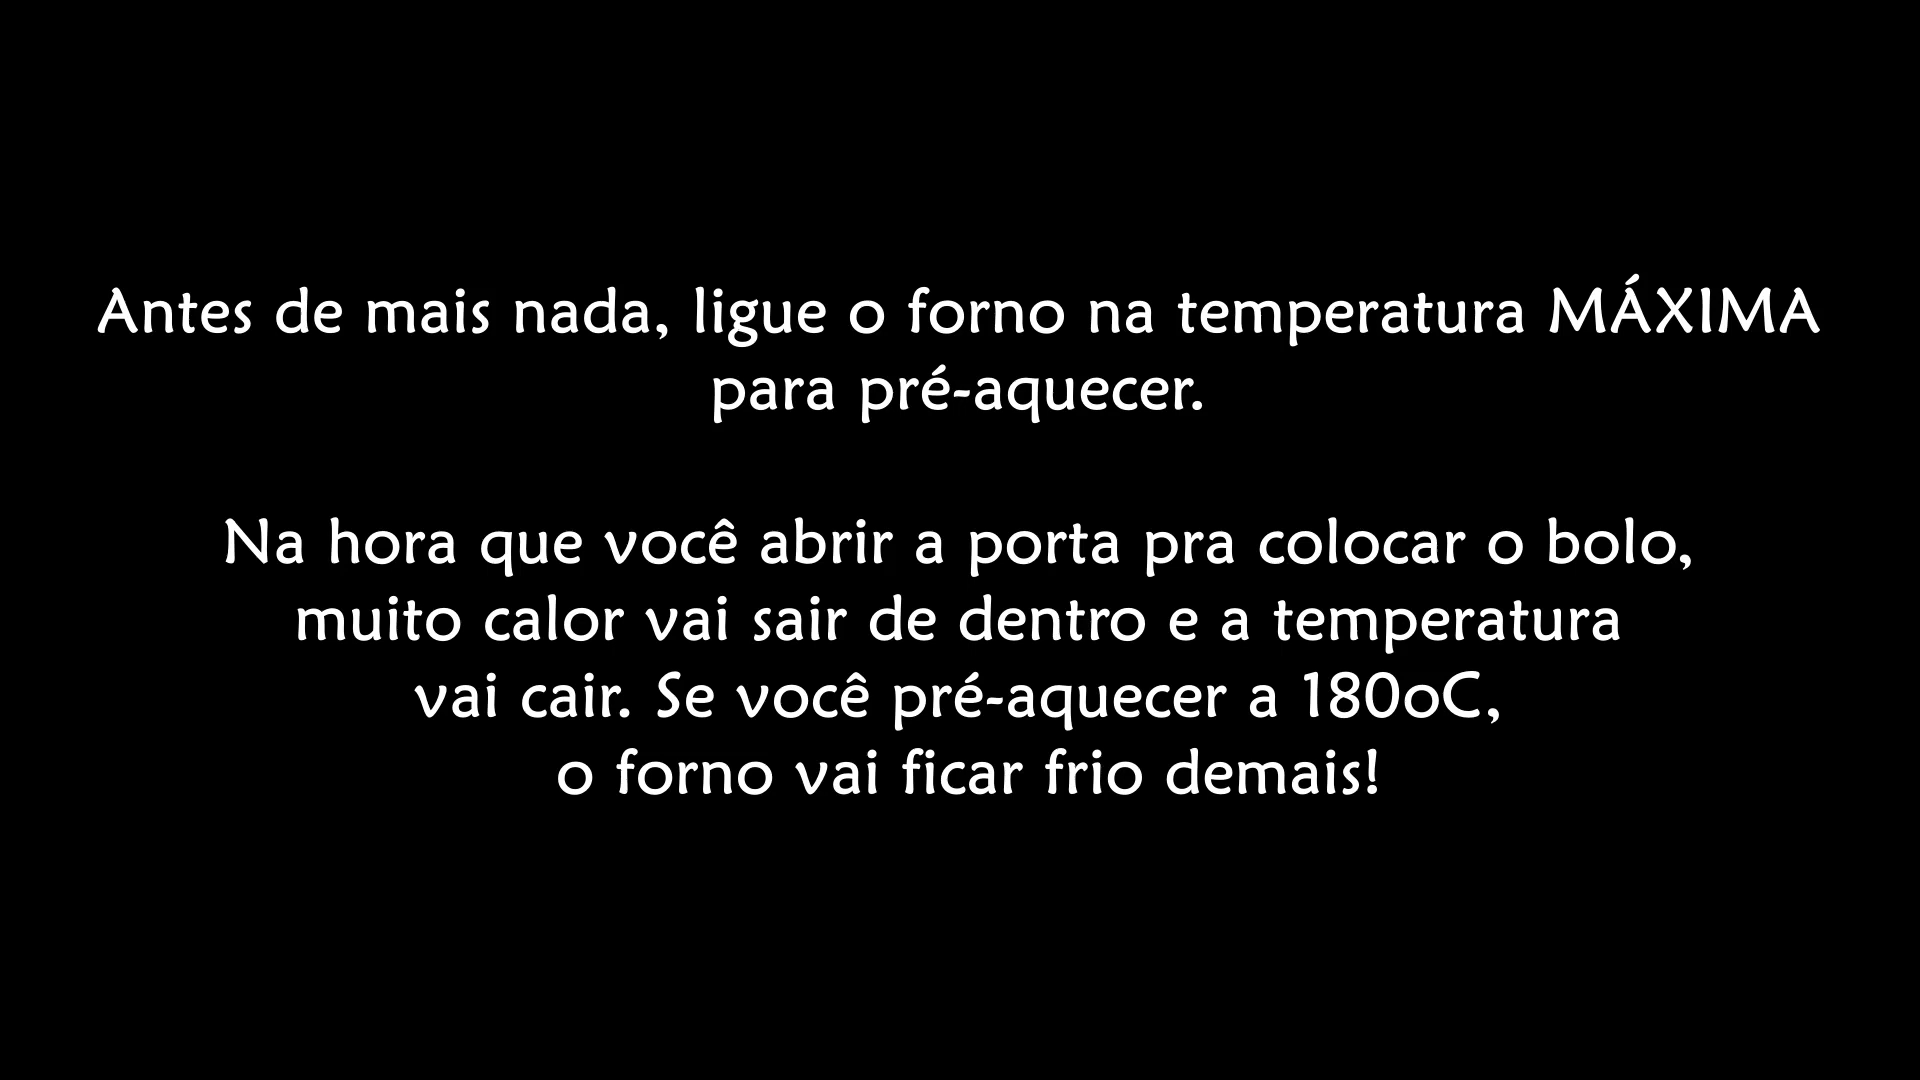 Antes de mais nada, ligue o forno na temperatura MÁXIMA
para pré-aquecer.
Na hora que você abrir a porta pra colocar o bolo,
muito calor vai sair de dentro e a temperatura
vai cair. Se você pré-aquecer a 180oC,
o forno vai ficar frio demais!